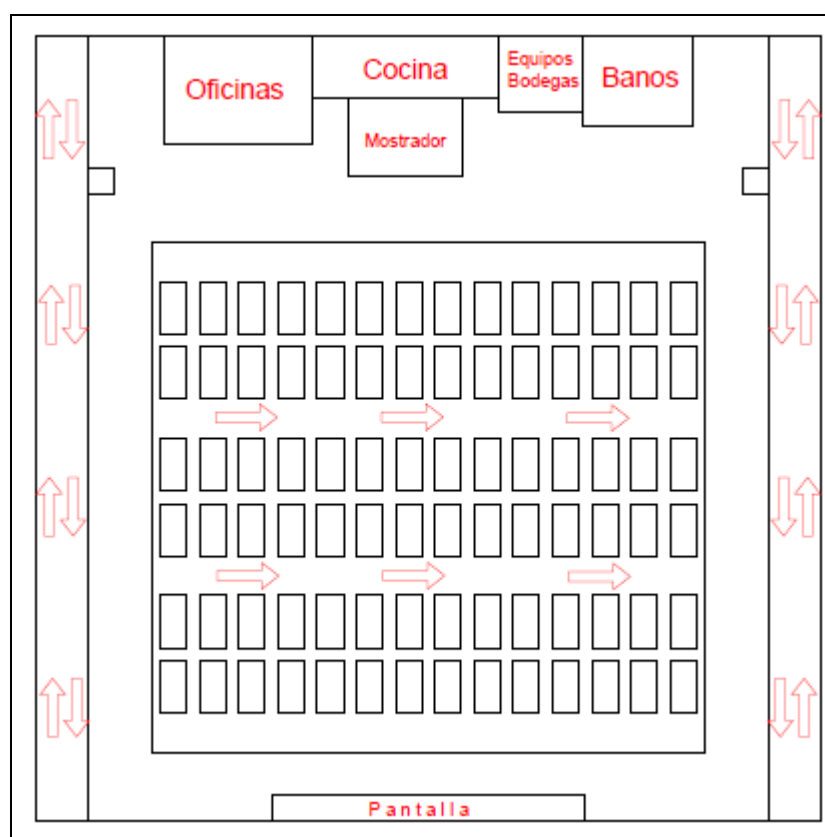 Oficinas
Cocina
Equipos
Bodegas
Banos
Mostrador
Pantalla